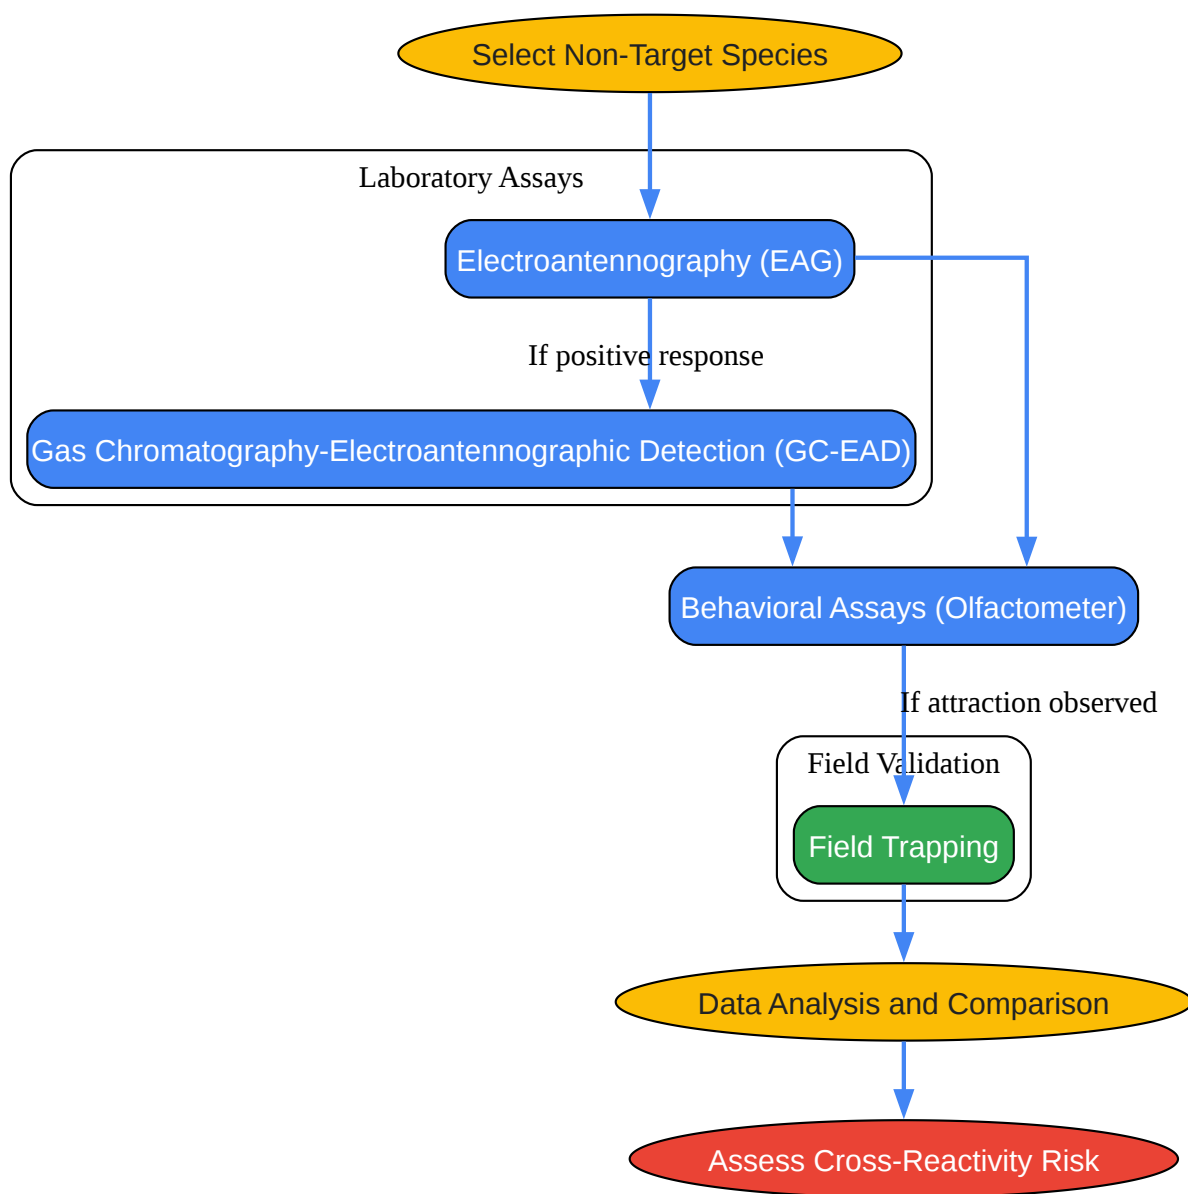 Select Non-Target Species
Laboratory Assays
Electroantennography (EAG)
If positive response
Gas Chromatography-Electroantennographic Detection (GC-EAD)
Behavioral Assays (Olfactometer)
If attraction observed
Field Validation
Field Trapping
Data Analysis and Comparison
Assess Cross-Reactivity Risk